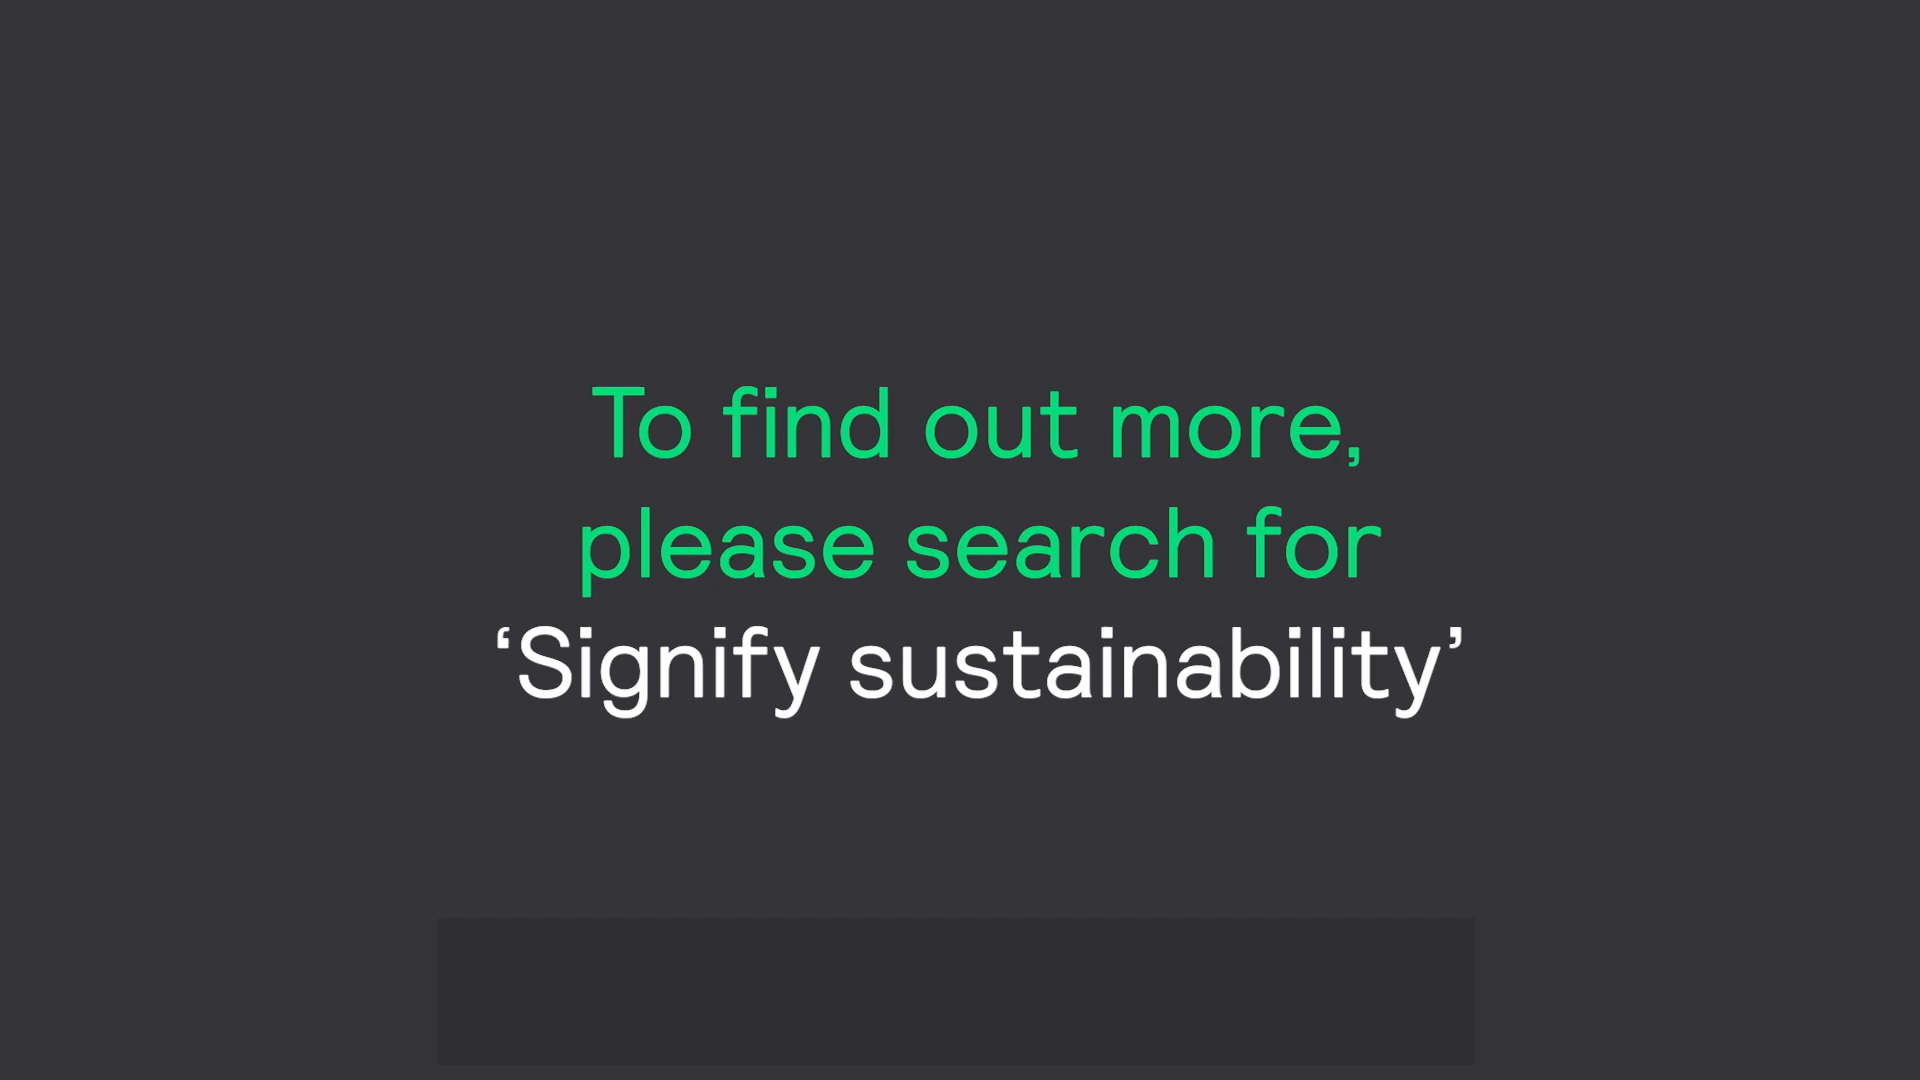 To find out more,
please search for
‘Signify sustainability’